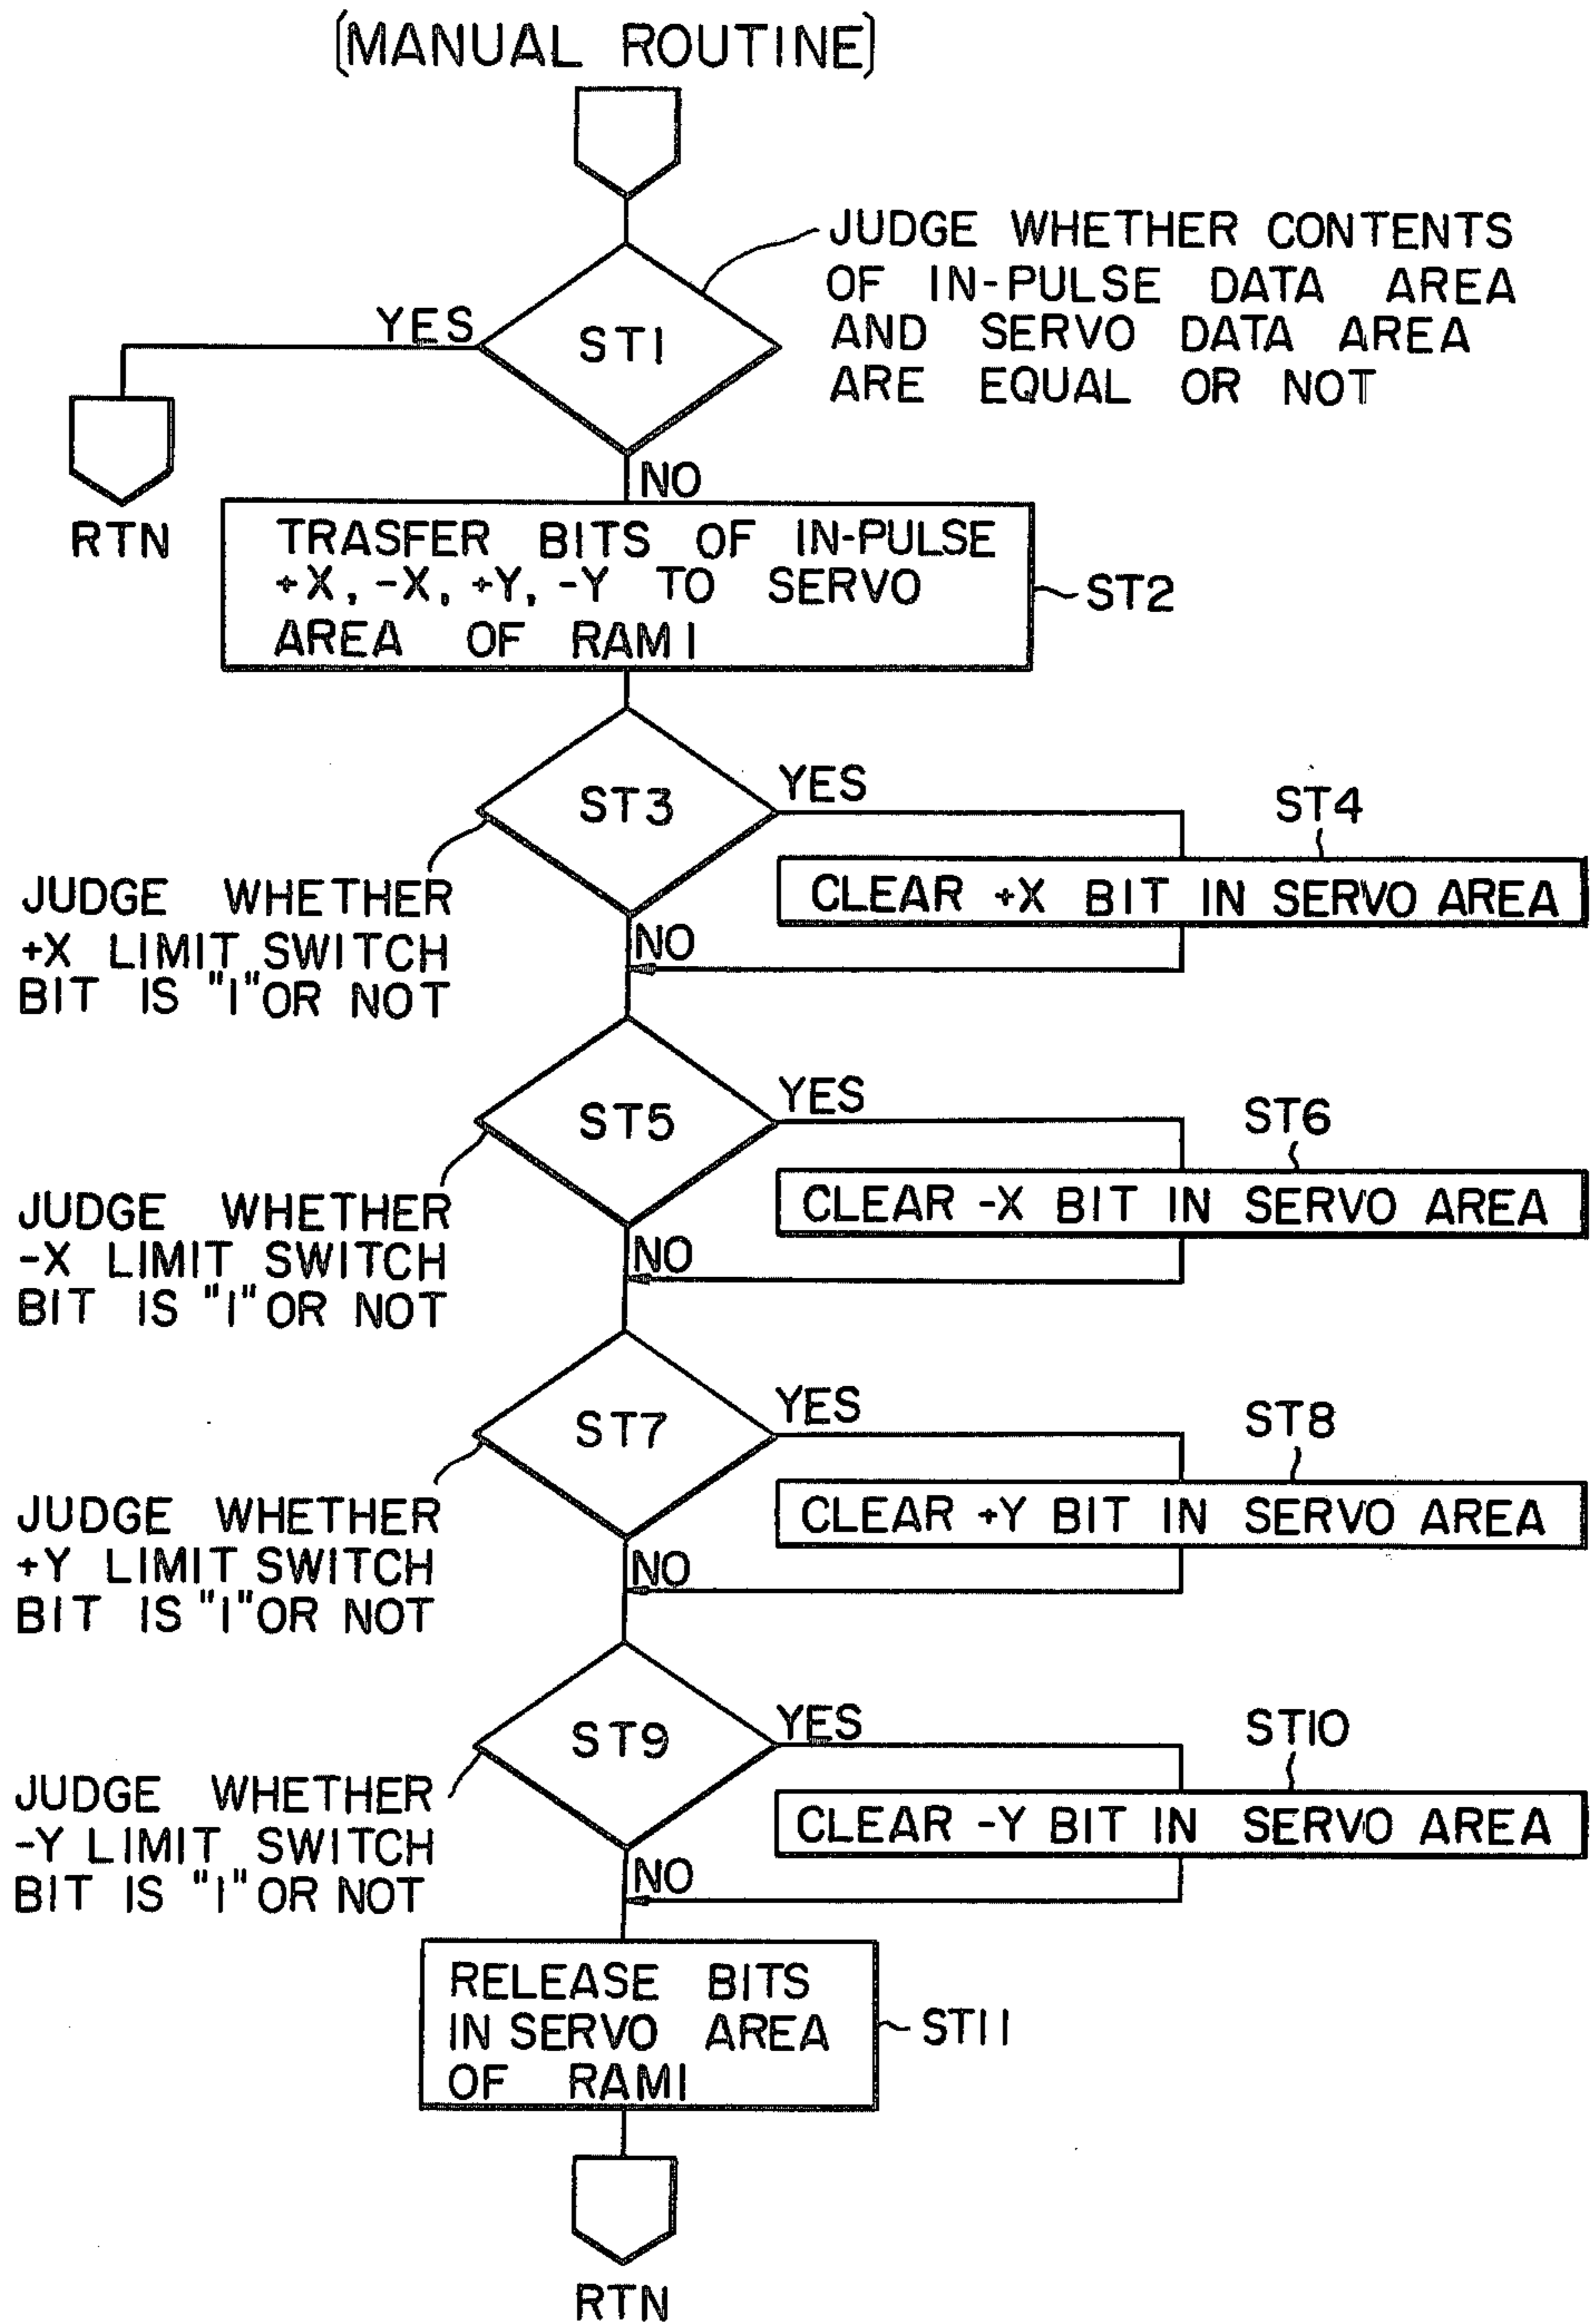 (MANUAL ROUTINE)
JUDGE WHETHER CONTENTS
OF IN-PULSE DATA AREA
AND SERVO DATA AREA
ARE EQUAL OR NOT
YES
ST1
NO
RTN
TRASFER BITS OF IN-PULSE
+X, -X, +Y, -Y TO SERVO
AREA OF RAM1
ST2
ST3
YES
ST4
CLEAR +X BIT IN SERVO AREA
JUDGE WHETHER
+X LIMIT SWITCH
BIT IS "1" OR NOT
NO
ST5
YES
ST6
CLEAR -X BIT IN SERVO AREA
JUDGE WHETHER
-X LIMIT SWITCH
BIT IS "1" OR NOT
NO
ST7
YES
ST8
CLEAR +Y BIT IN SERVO AREA
JUDGE WHETHER
+Y LIMIT SWITCH
BIT IS "1" OR NOT
NO
ST9
YES
ST10
CLEAR -Y BIT IN SERVO AREA
JUDGE WHETHER
-Y LIMIT SWITCH
BIT IS "1" OR NOT
NO
RELEASE BITS
IN SERVO AREA
OF RAM1
ST11
RTN